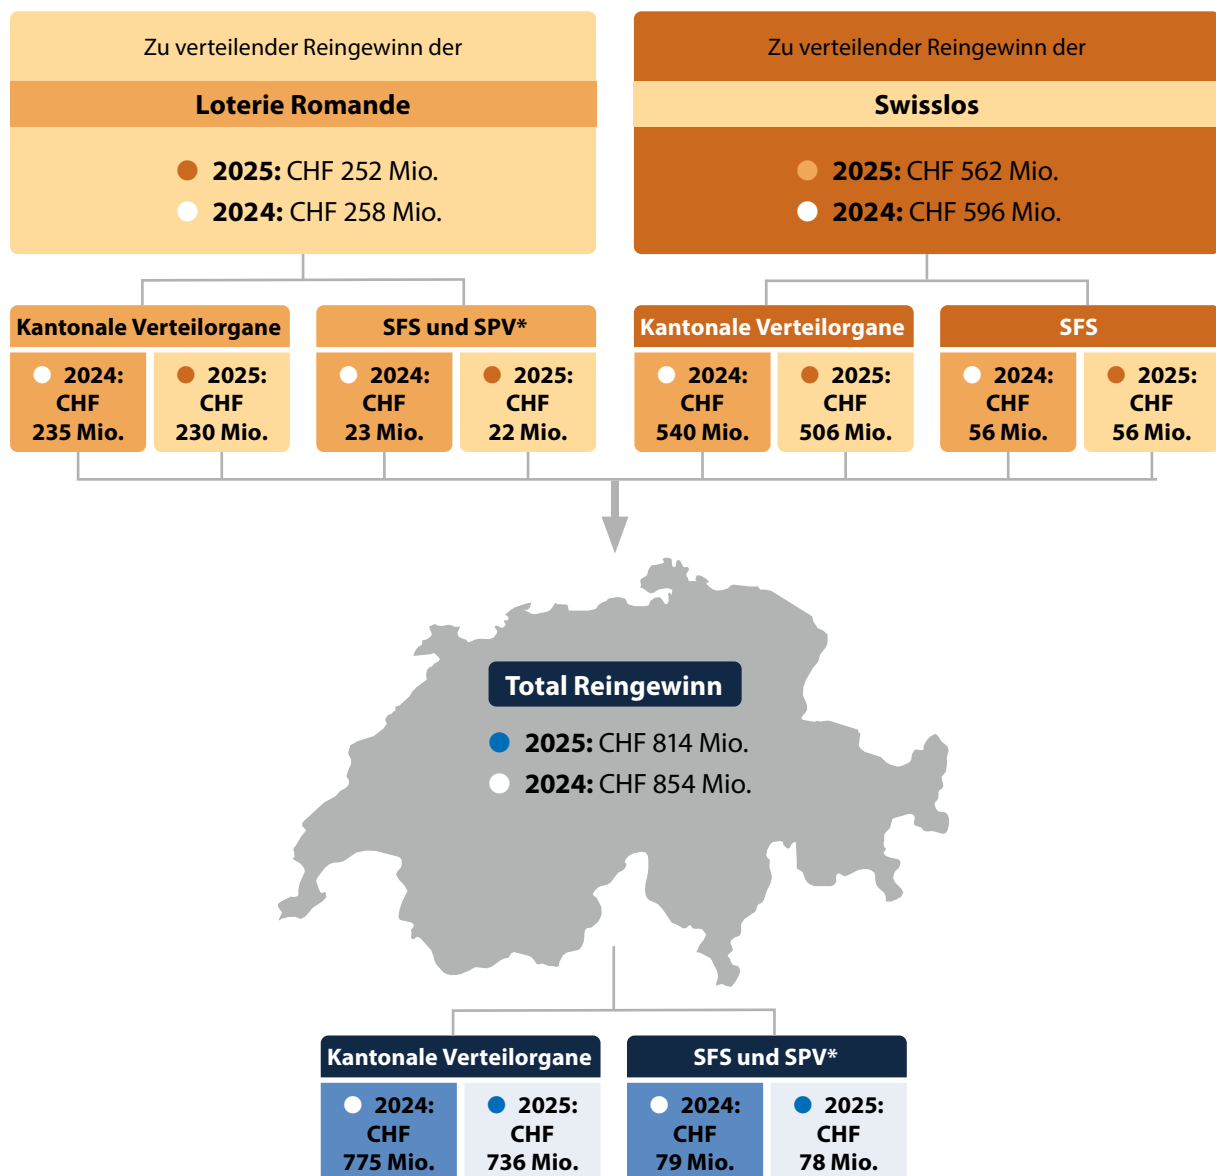 Zu verteilender Reingewinn der
Loterie Romande
2025: CHF 252 Mio.
2024: CHF 258 Mio.
Zu verteilender Reingewinn der
Swisslos
2025: CHF 562 Mio.
2024: CHF 596 Mio.
Kantonale Verteilorgane
2024:
CHF
235 Mio.
2025:
CHF
230 Mio.
SFS und SPV*
2024:
CHF
23 Mio.
2025:
CHF
22 Mio.
Kantonale Verteilorgane
2024:
CHF
540 Mio.
2025:
CHF
506 Mio.
SFS
2024:
CHF
56 Mio.
2025:
CHF
56 Mio.
Total Reingewinn
2025: CHF 814 Mio.
2024: CHF 854 Mio.
Kantonale Verteilorgane
2024:
CHF
775 Mio.
2025:
CHF
736 Mio.
SFS und SPV*
2024:
CHF
79 Mio.
2025:
CHF
78 Mio.